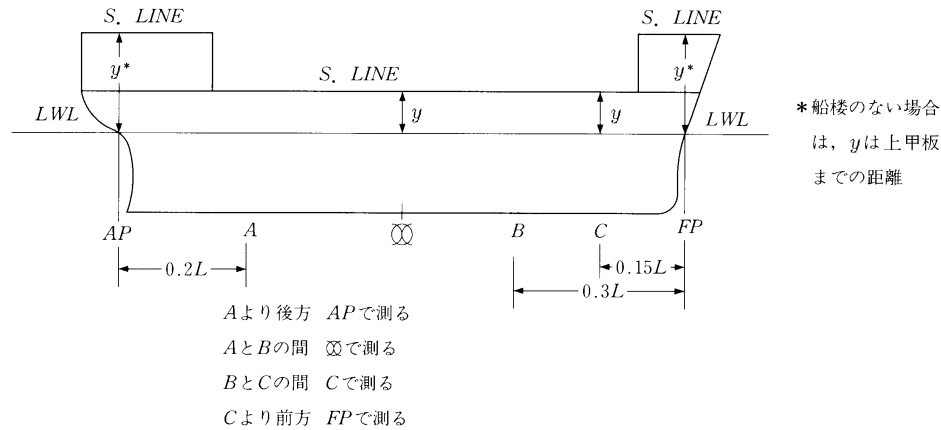 S. LINE
S. LINE
y*
S. LINE
y*
LWL
y
y
LWL
*船楼のない場合
は，yは上甲板
までの距離
AP
A
B
C
FP
0.2L
0.15L
0.3L
Aより後方 APで測る
AとBの間 で測る
BとCの間 Cで測る
Cより前方 FPで測る